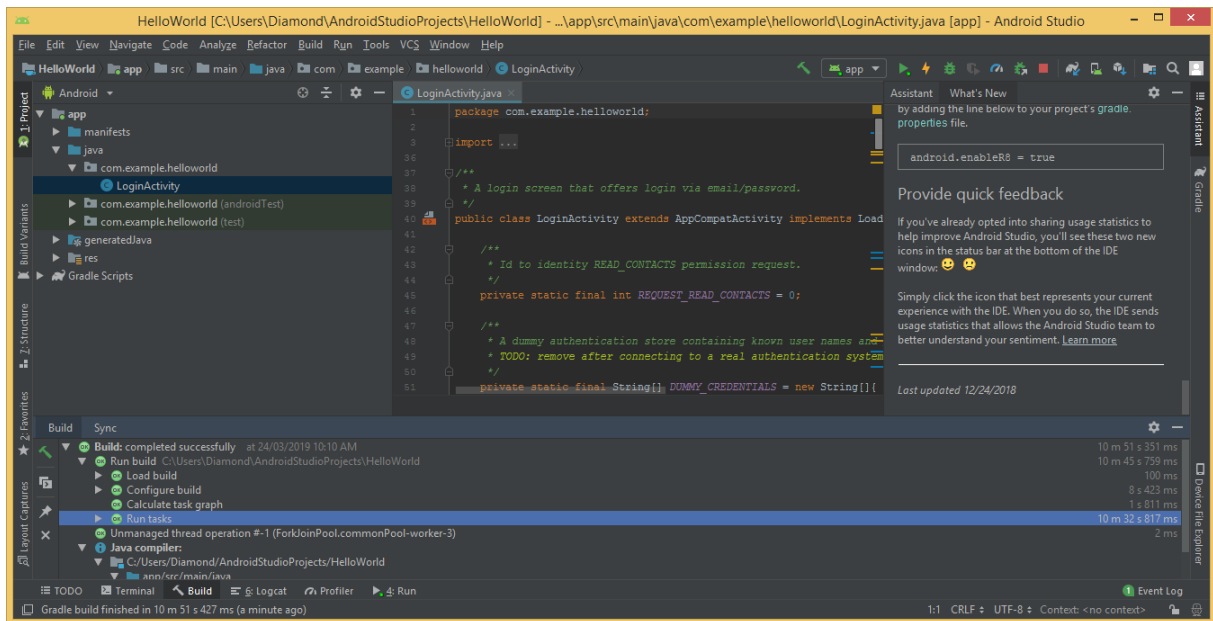 HelloWorld [C:\Users\Diamond\AndroidStudioProjects\HelloWorld] - ...\app\src\main\java\com\example\helloworld\LoginActivity.java [app] - Android Studio
File Edit View Navigate Code Analyze Refactor Build Run Tools VCS Window Help
HelloWorld app src main java com example helloworld LoginActivity app
1: Project
Build Variants
Z: Structure
2: Favorites
Layout Captures
Android
app
manifests
java
com.example.helloworld
LoginActivity
com.example.helloworld (androidTest)
com.example.helloworld (test)
generatedJava
res
Gradle Scripts
LoginActivity.java
1 package com.example.helloworld;
2
3 import ...
36
37 /**
38 * A login screen that offers login via email/password.
39 */
40 public class LoginActivity extends AppCompatActivity implements Load
41
42 /**
43 * Id to identity READ_CONTACTS permission request.
44 */
45 private static final int REQUEST_READ_CONTACTS = 0;
46
47 /**
48 * A dummy authentication store containing known user names and
49 * TODO: remove after connecting to a real authentication system
50 */
51 private static final String[] DUMMY_CREDENTIALS = new String[]{
Assistant What's New
by adding the line below to your project's gradle.
properties file.
android.enableR8 = true
Provide quick feedback
If you've already opted into sharing usage statistics to
help improve Android Studio, you'll see these two new
icons in the status bar at the bottom of the IDE
window:
Simply click the icon that best represents your current
experience with the IDE. When you do so, the IDE sends
usage statistics that allows the Android Studio team to
better understand your sentiment. Learn more
Last updated 12/24/2018
Assistant
Gradle
Device File Explorer
Build Sync
Build: completed successfully at 24/03/2019 10:10 AM 10 m 51 s 351 ms
Run build C:\Users\Diamond\AndroidStudioProjects\HelloWorld 10 m 45 s 759 ms
Load build 100 ms
Configure build 8 s 423 ms
Calculate task graph 1 s 811 ms
Run tasks 10 m 32 s 817 ms
Unmanaged thread operation #-1 (ForkJoinPool.commonPool-worker-3) 2 ms
Java compiler:
C:/Users/Diamond/AndroidStudioProjects/HelloWorld
app/src/main/java
TODO Terminal Build 6: Logcat Profiler 4: Run 1 Event Log
Gradle build finished in 10 m 51 s 427 ms (a minute ago) 1:1 CRLF UTF-8 Context: <no context>